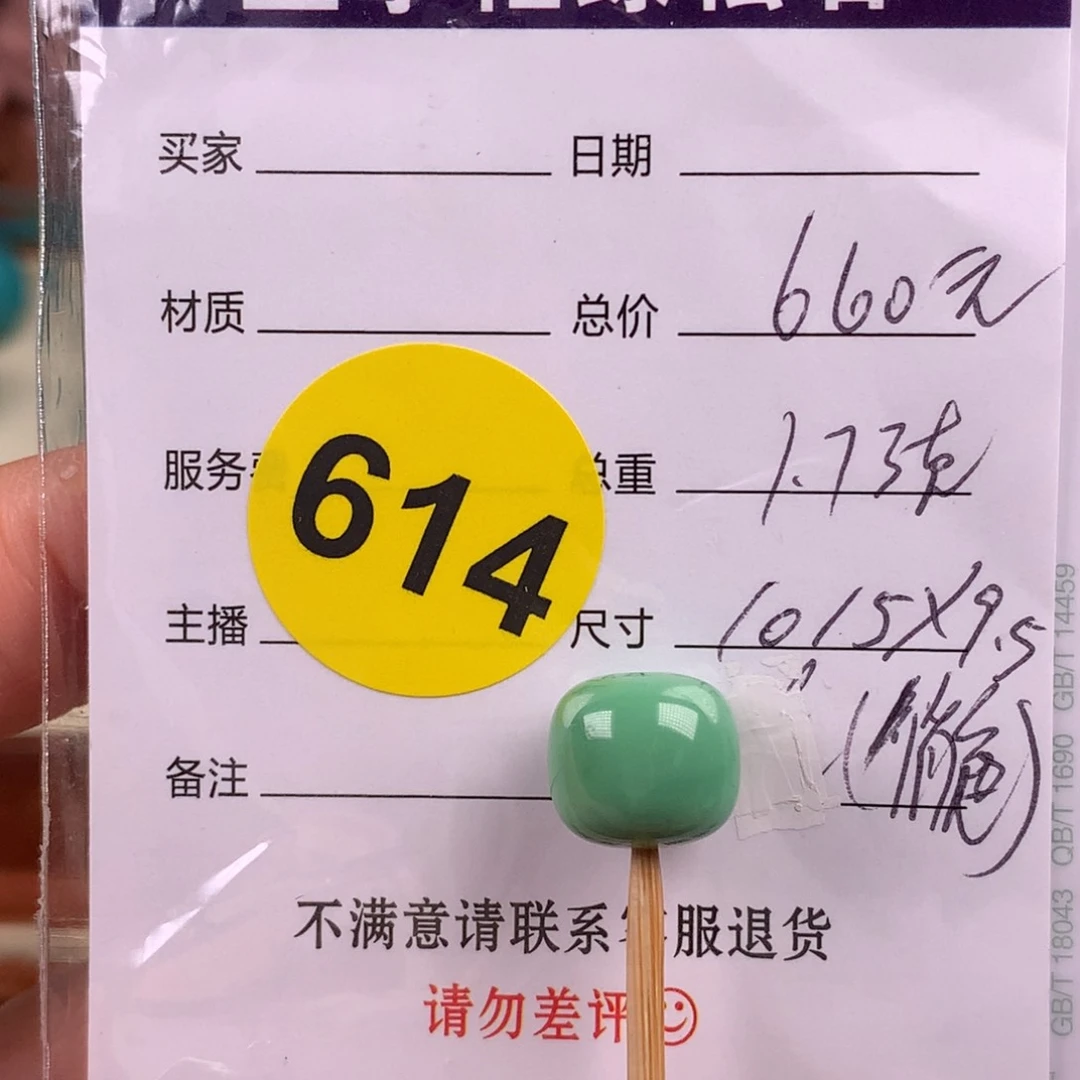 买家 日期
材质 总价 660元
服务费 总重 1.73克
614
主播 尺寸 10.15X9.5
备注
不满意请联系客服退货
请勿差评
GB/T 18043 QB/T 1690 GB/T 14459